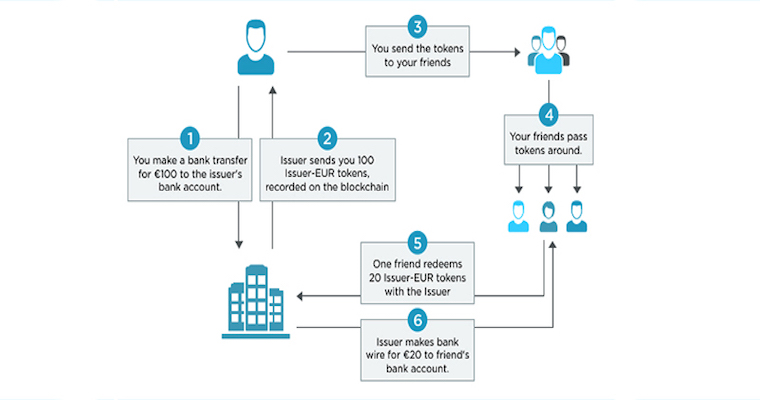 3
You send the tokens
to your friends
1
You make a bank transfer
for €100 to the issuer's
bank account.
2
Issuer sends you 100
Issuer-EUR tokens,
recorded on the blockchain
4
Your friends pass
tokens around.
5
One friend redeems
20 Issuer-EUR tokens
with the Issuer
6
Issuer makes bank
wire for €20 to friend's
bank account.